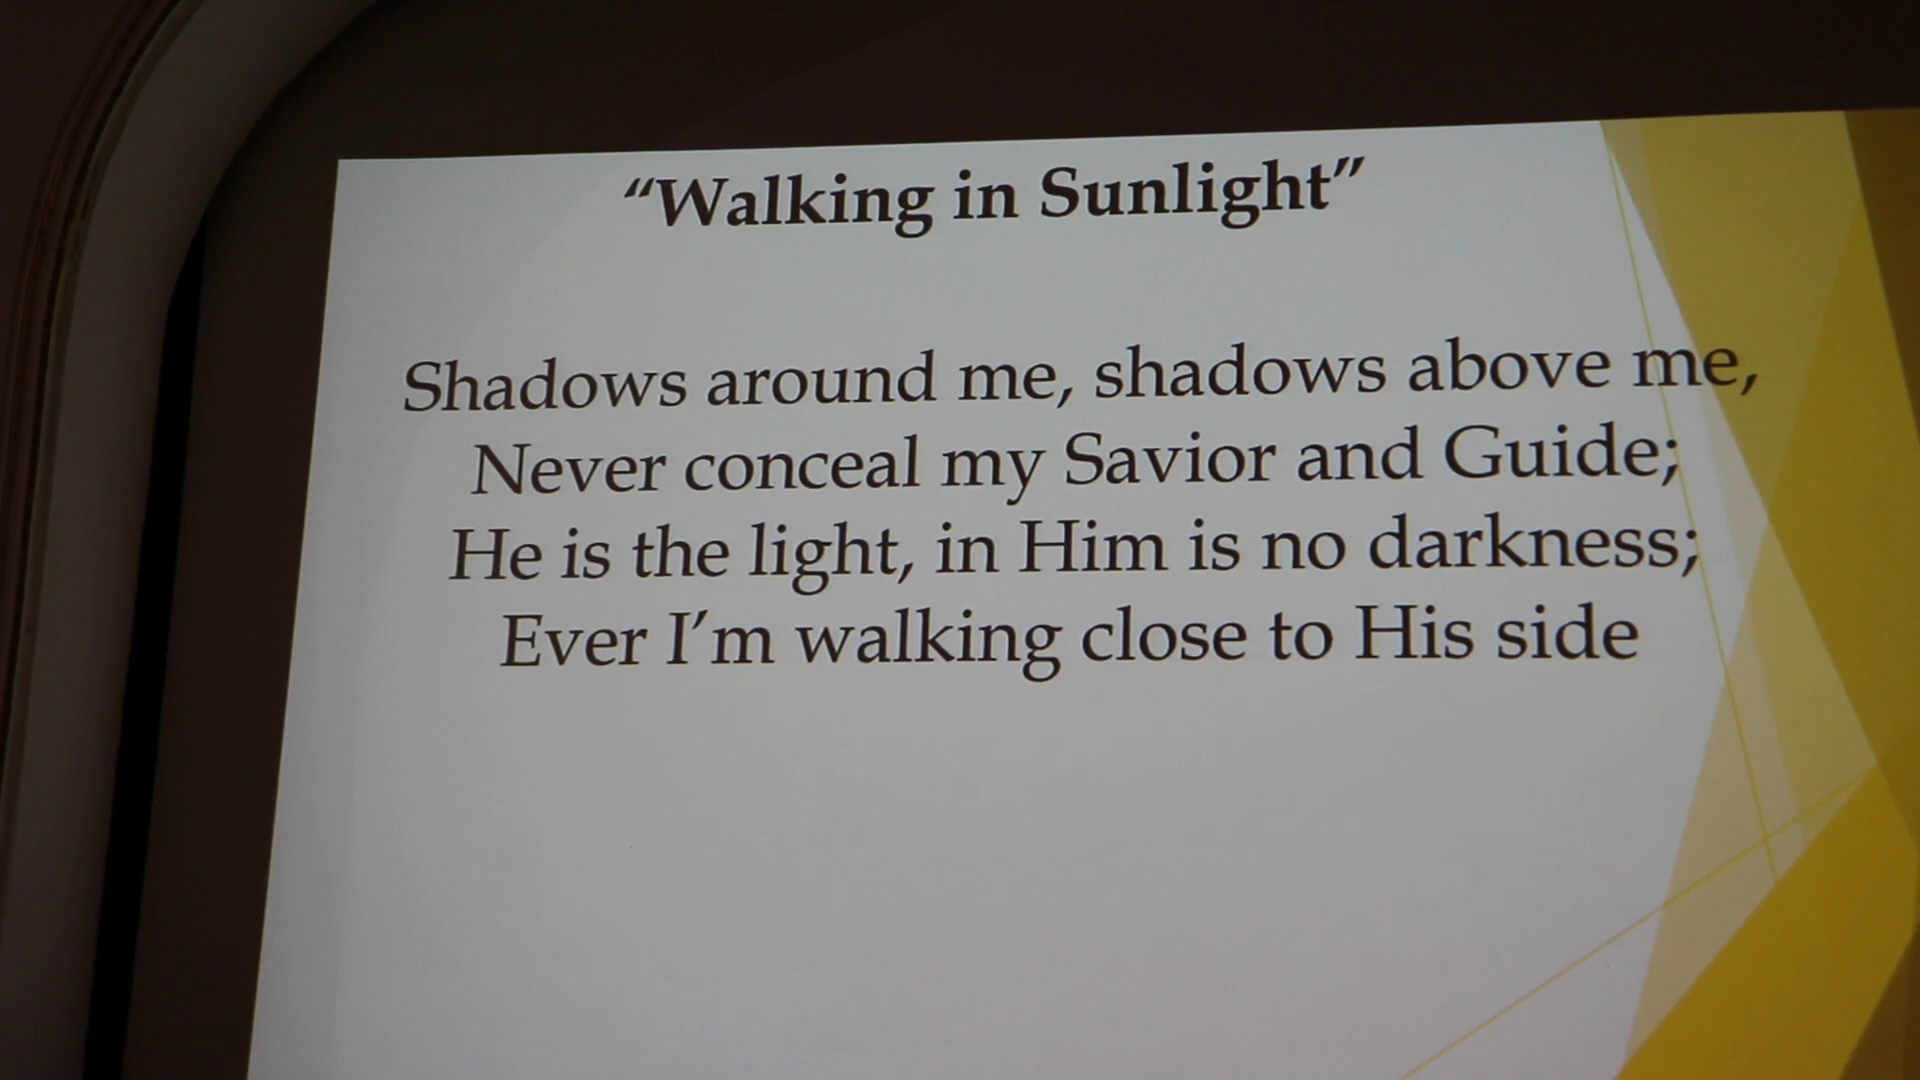 “Walking in Sunlight”
Shadows around me, shadows above me,
Never conceal my Savior and Guide;
He is the light, in Him is no darkness;
Ever I’m walking close to His side